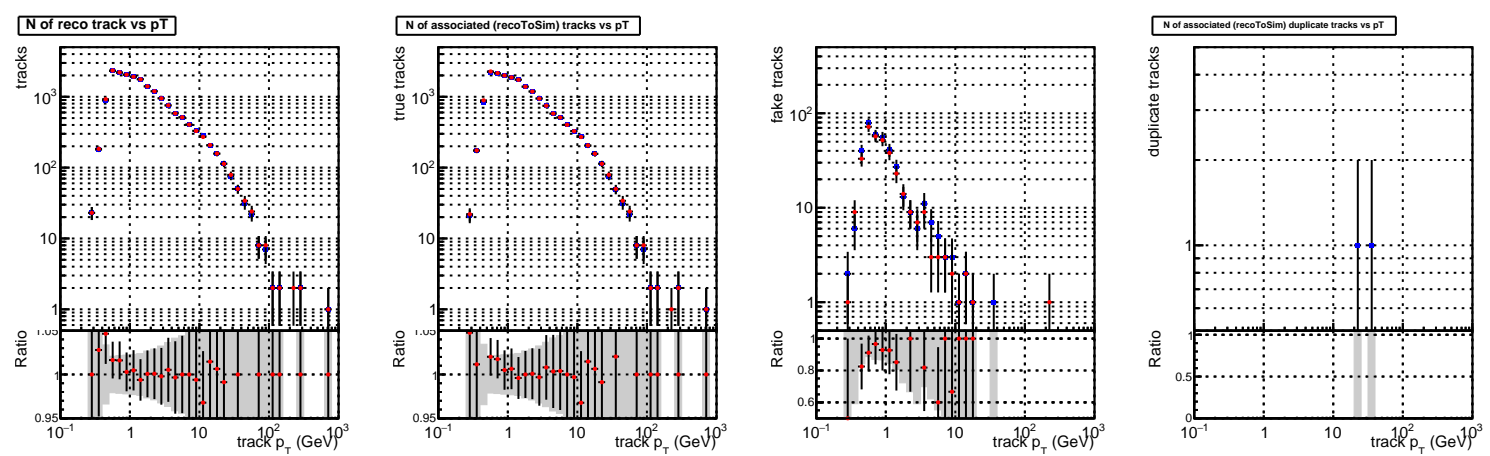 N of reco track vs pT
N of associated (recoToSim) tracks vs pT
N of associated (recoToSim) duplicate tracks vs pT
tracks
10³
10²
10
1
Ratio
1.05
1
0.95
10⁻¹ 1 10 10² 10³
track p_T (GeV)
true tracks
10³
10²
10
1
Ratio
1.05
1
0.95
10⁻¹ 1 10 10² 10³
track p_T (GeV)
fake tracks
10²
10
1
Ratio
1
0.8
0.6
10⁻¹ 1 10 10² 10³
track p_T (GeV)
duplicate tracks
1
Ratio
1
0.5
0
10⁻¹ 1 10 10² 10³
track p_T (GeV)